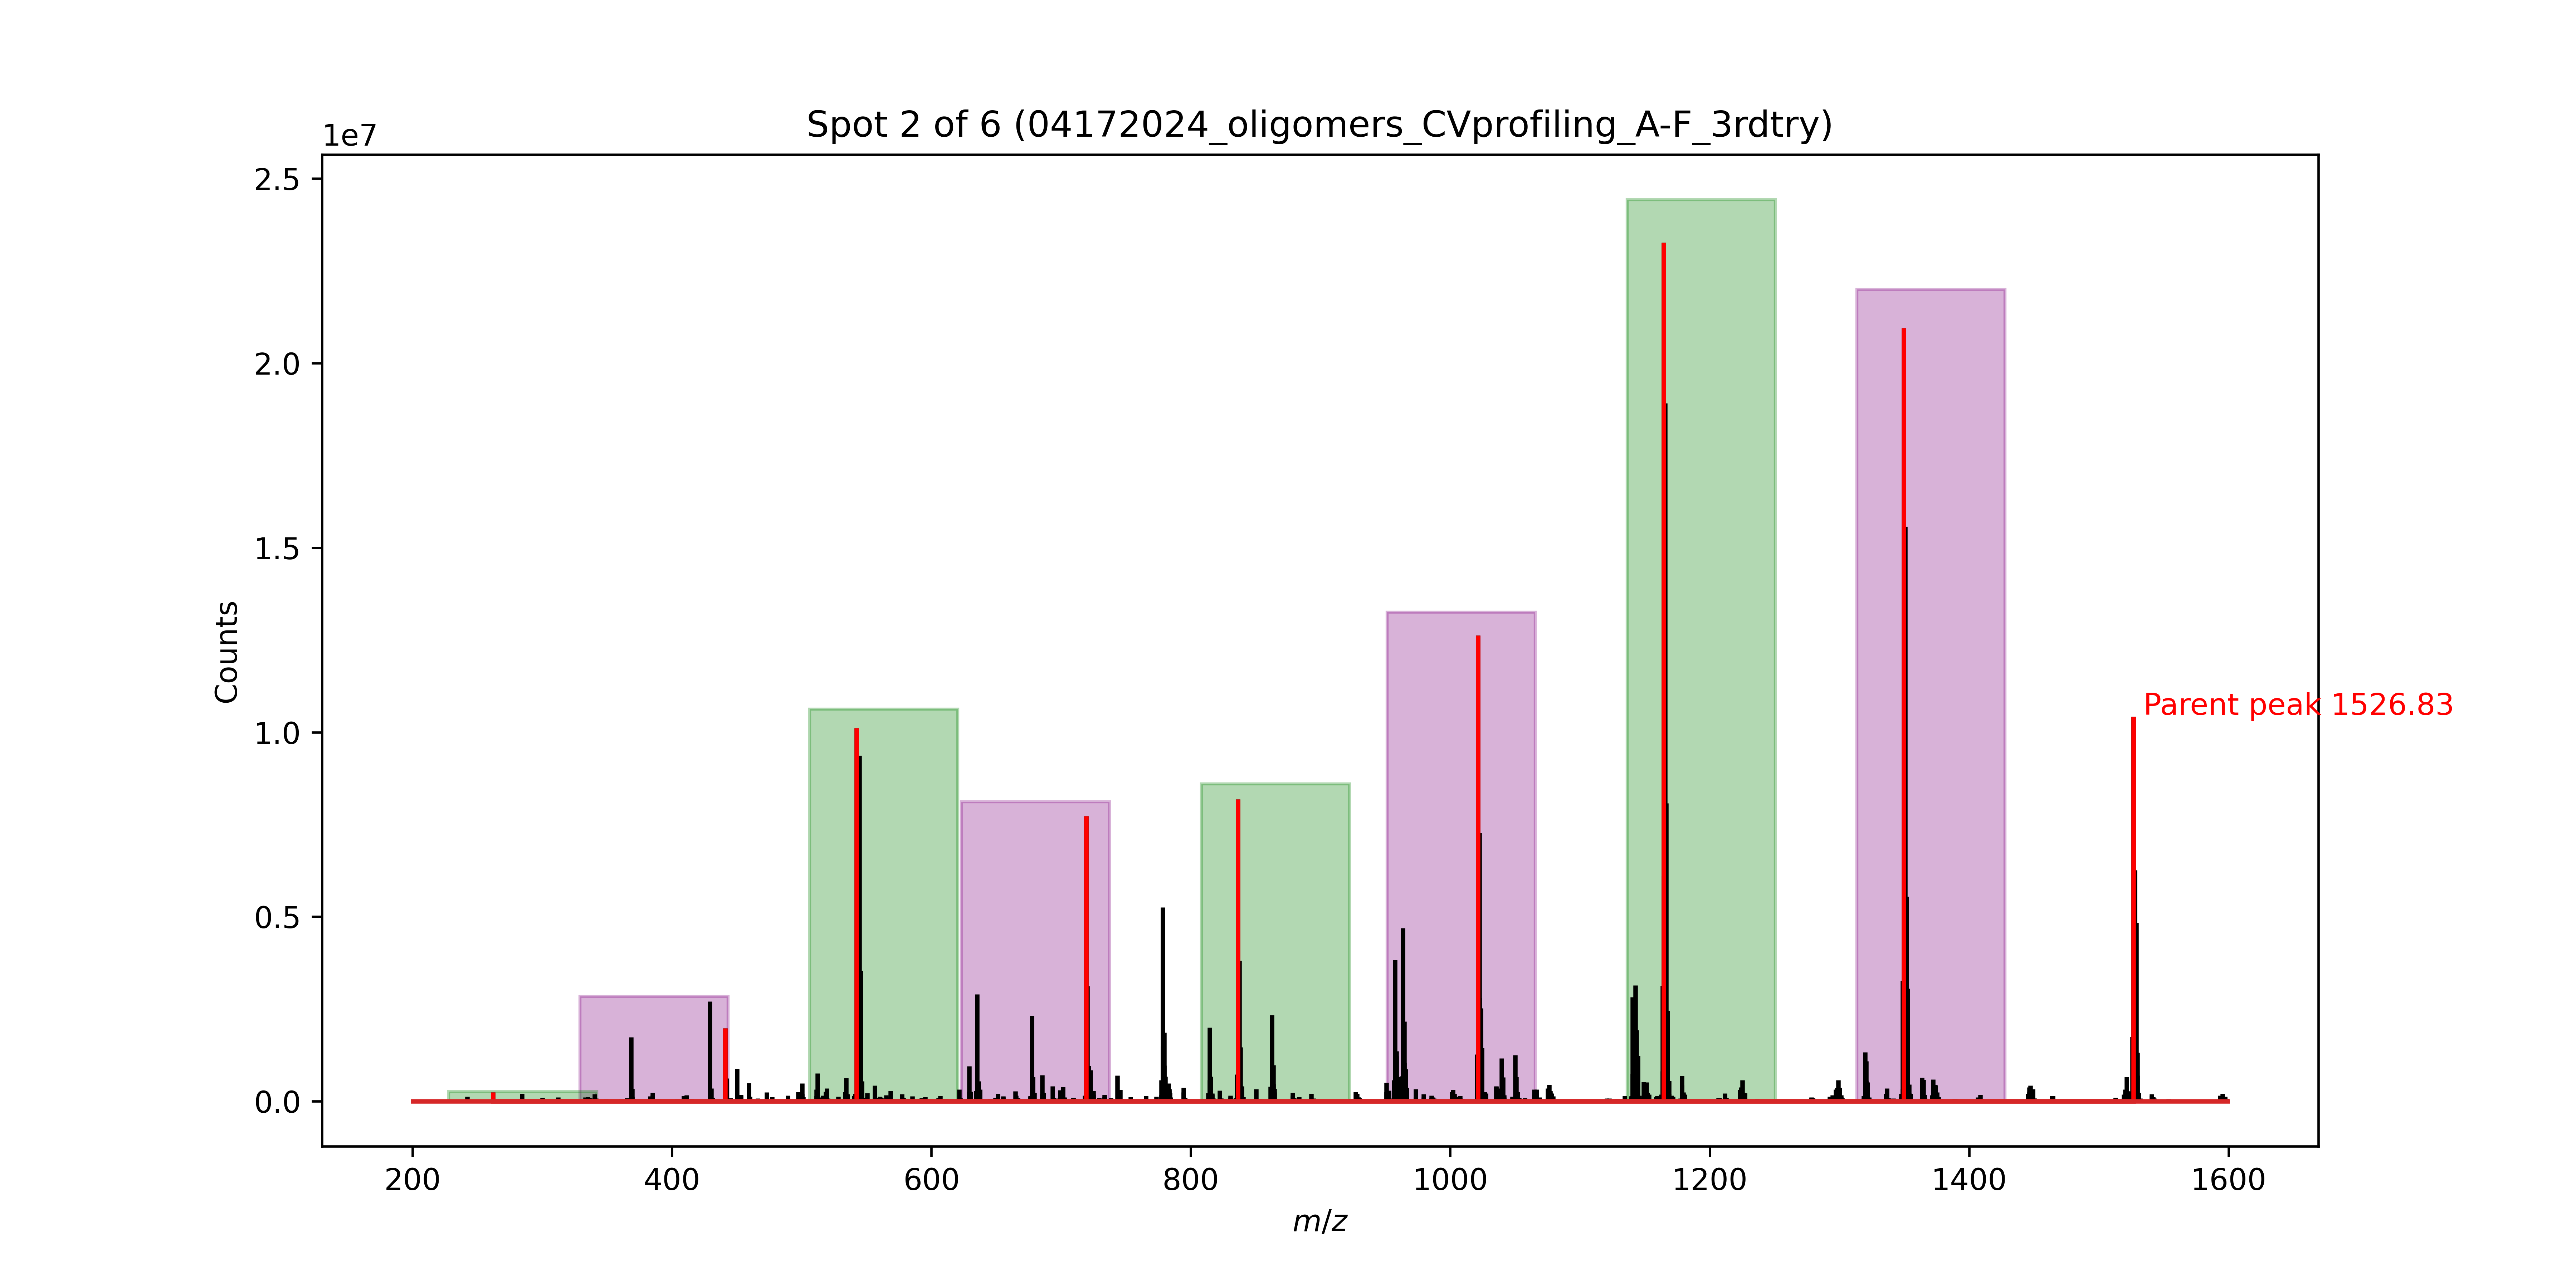 Spot 2 of 6 (04172024_oligomers_CVprofiling_A-F_3rdtry)
1e7
2.5
2.0
1.5
1.0
0.5
0.0
Counts
Parent peak 1526.83
200 400 600 800 1000 1200 1400 1600
m/z